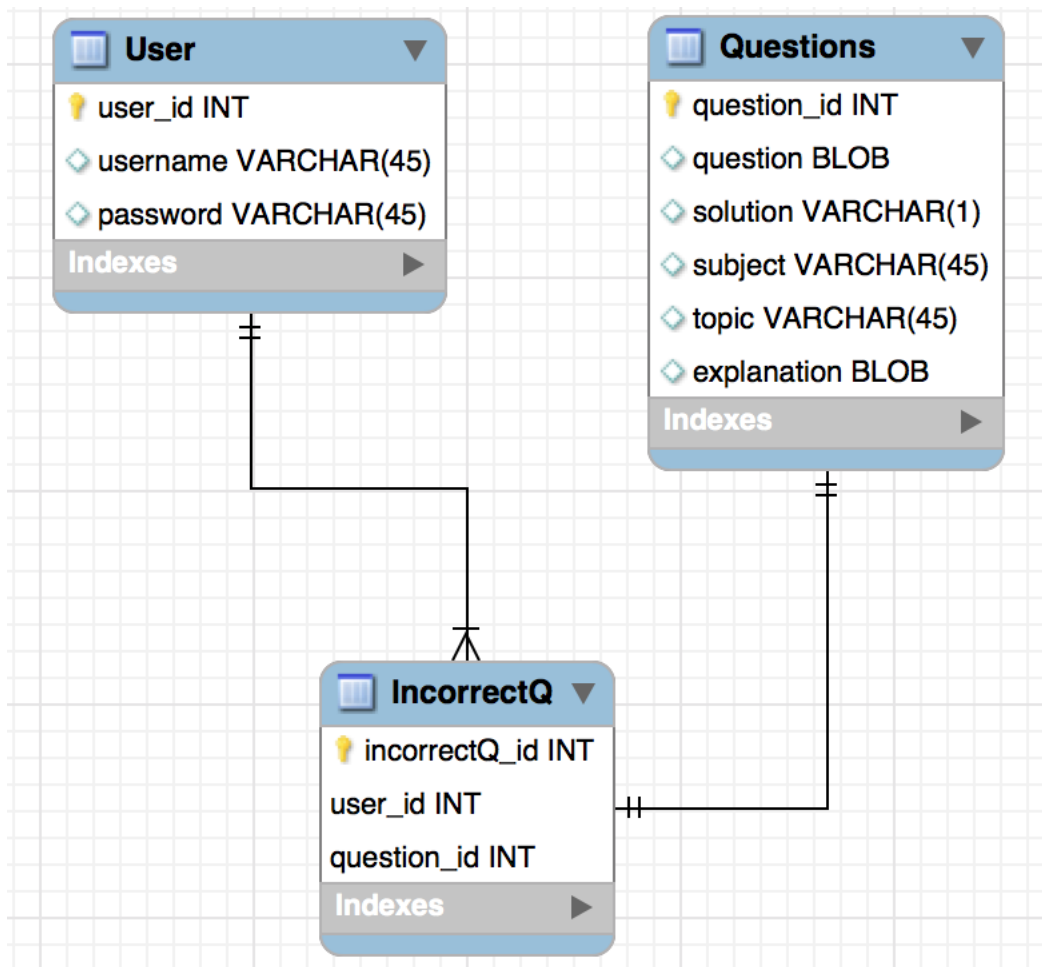 User
user_id INT
username VARCHAR(45)
password VARCHAR(45)
Indexes
Questions
question_id INT
question BLOB
solution VARCHAR(1)
subject VARCHAR(45)
topic VARCHAR(45)
explanation BLOB
Indexes
IncorrectQ
incorrectQ_id INT
user_id INT
question_id INT
Indexes